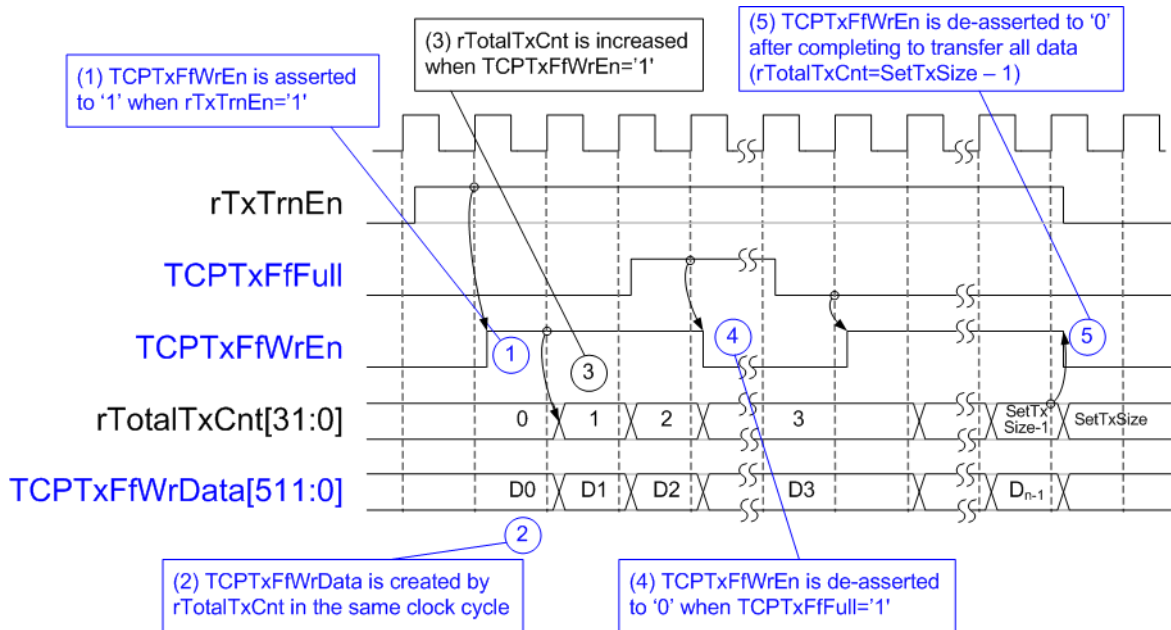 (5) TCPTxFfWrEn is de-asserted to ‘0’
after completing to transfer all data
(rTotalTxCnt=SetTxSize – 1)
(3) rTotalTxCnt is increased
when TCPTxFfWrEn=’1’
(1) TCPTxFfWrEn is asserted
to ‘1’ when rTxTrnEn=’1’
rTxTrnEn
TCPTxFfFull
TCPTxFfWrEn
1
3
4
5
rTotalTxCnt[31:0]
0
1
2
3
SetTx
Size-1
SetTxSize
TCPTxFfWrData[511:0]
D0
D1
D2
D3
Dn-1
2
(2) TCPTxFfWrData is created by
rTotalTxCnt in the same clock cycle
(4) TCPTxFfWrEn is de-asserted
to ‘0’ when TCPTxFfFull=’1’